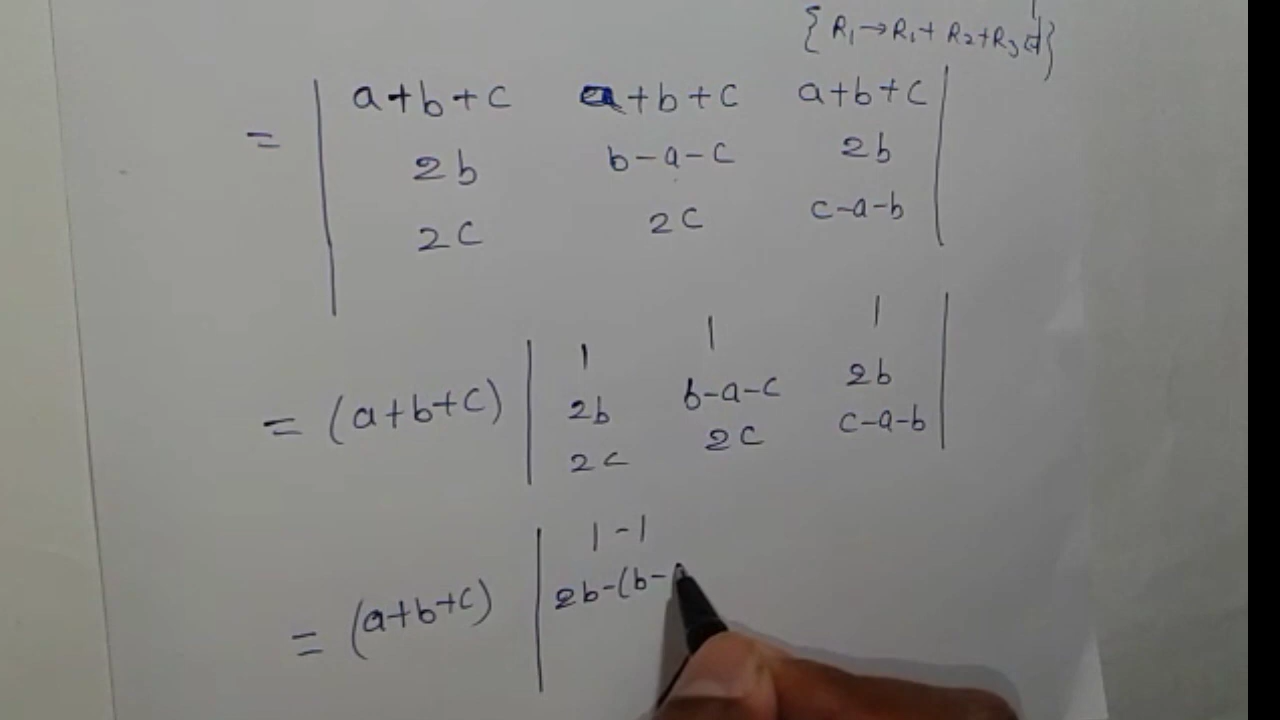 {R₁→R₁+R₂+R₃}
= | a+b+c a+b+c a+b+c |
2b b-a-c 2b
2c 2c c-a-b
= (a+b+c) | 1 1 1 |
2b b-a-c 2b
2c 2c c-a-b
= (a+b+c) | 1-1
2b-(b-